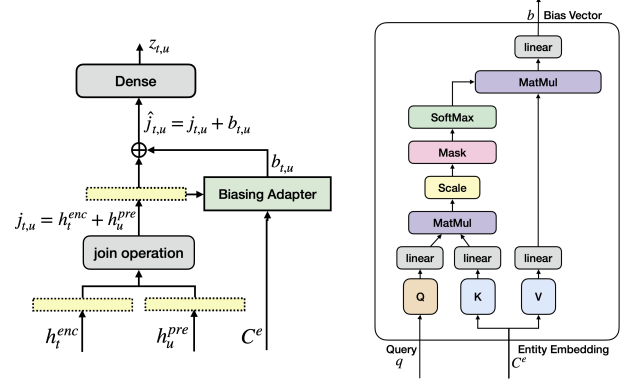 z_{t,u}
Dense
\hat{j}_{t,u} = j_{t,u} + b_{t,u}
b_{t,u}
Biasing Adapter
j_{t,u} = h_t^{enc} + h_u^{pre}
join operation
h_t^{enc}
h_u^{pre}
C^e
b Bias Vector
linear
MatMul
SoftMax
Mask
Scale
MatMul
linear linear linear
Q K V
Query
q
Entity Embedding
C^e